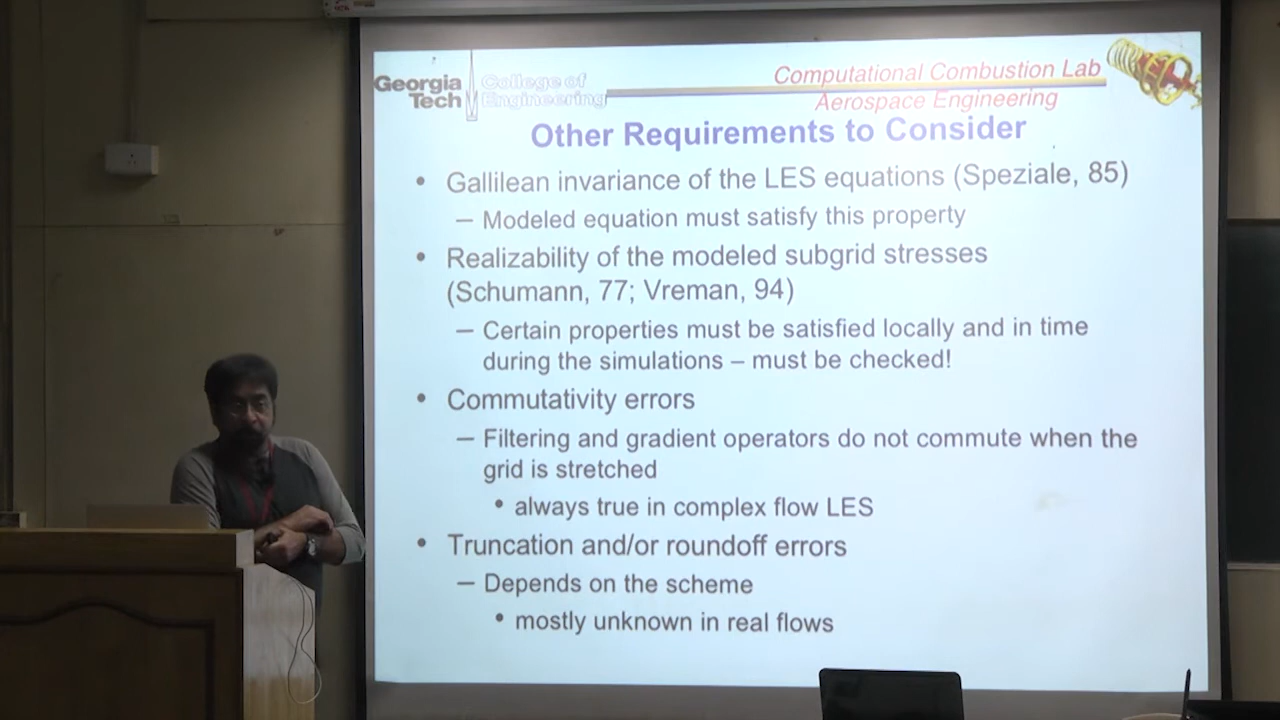 Georgia Tech
College of Engineering
Computational Combustion Lab
Aerospace Engineering
Other Requirements to Consider
• Gallilean invariance of the LES equations (Speziale, 85)
– Modeled equation must satisfy this property
• Realizability of the modeled subgrid stresses
(Schumann, 77; Vreman, 94)
– Certain properties must be satisfied locally and in time
during the simulations – must be checked!
• Commutativity errors
– Filtering and gradient operators do not commute when the
grid is stretched
• always true in complex flow LES
• Truncation and/or roundoff errors
– Depends on the scheme
• mostly unknown in real flows